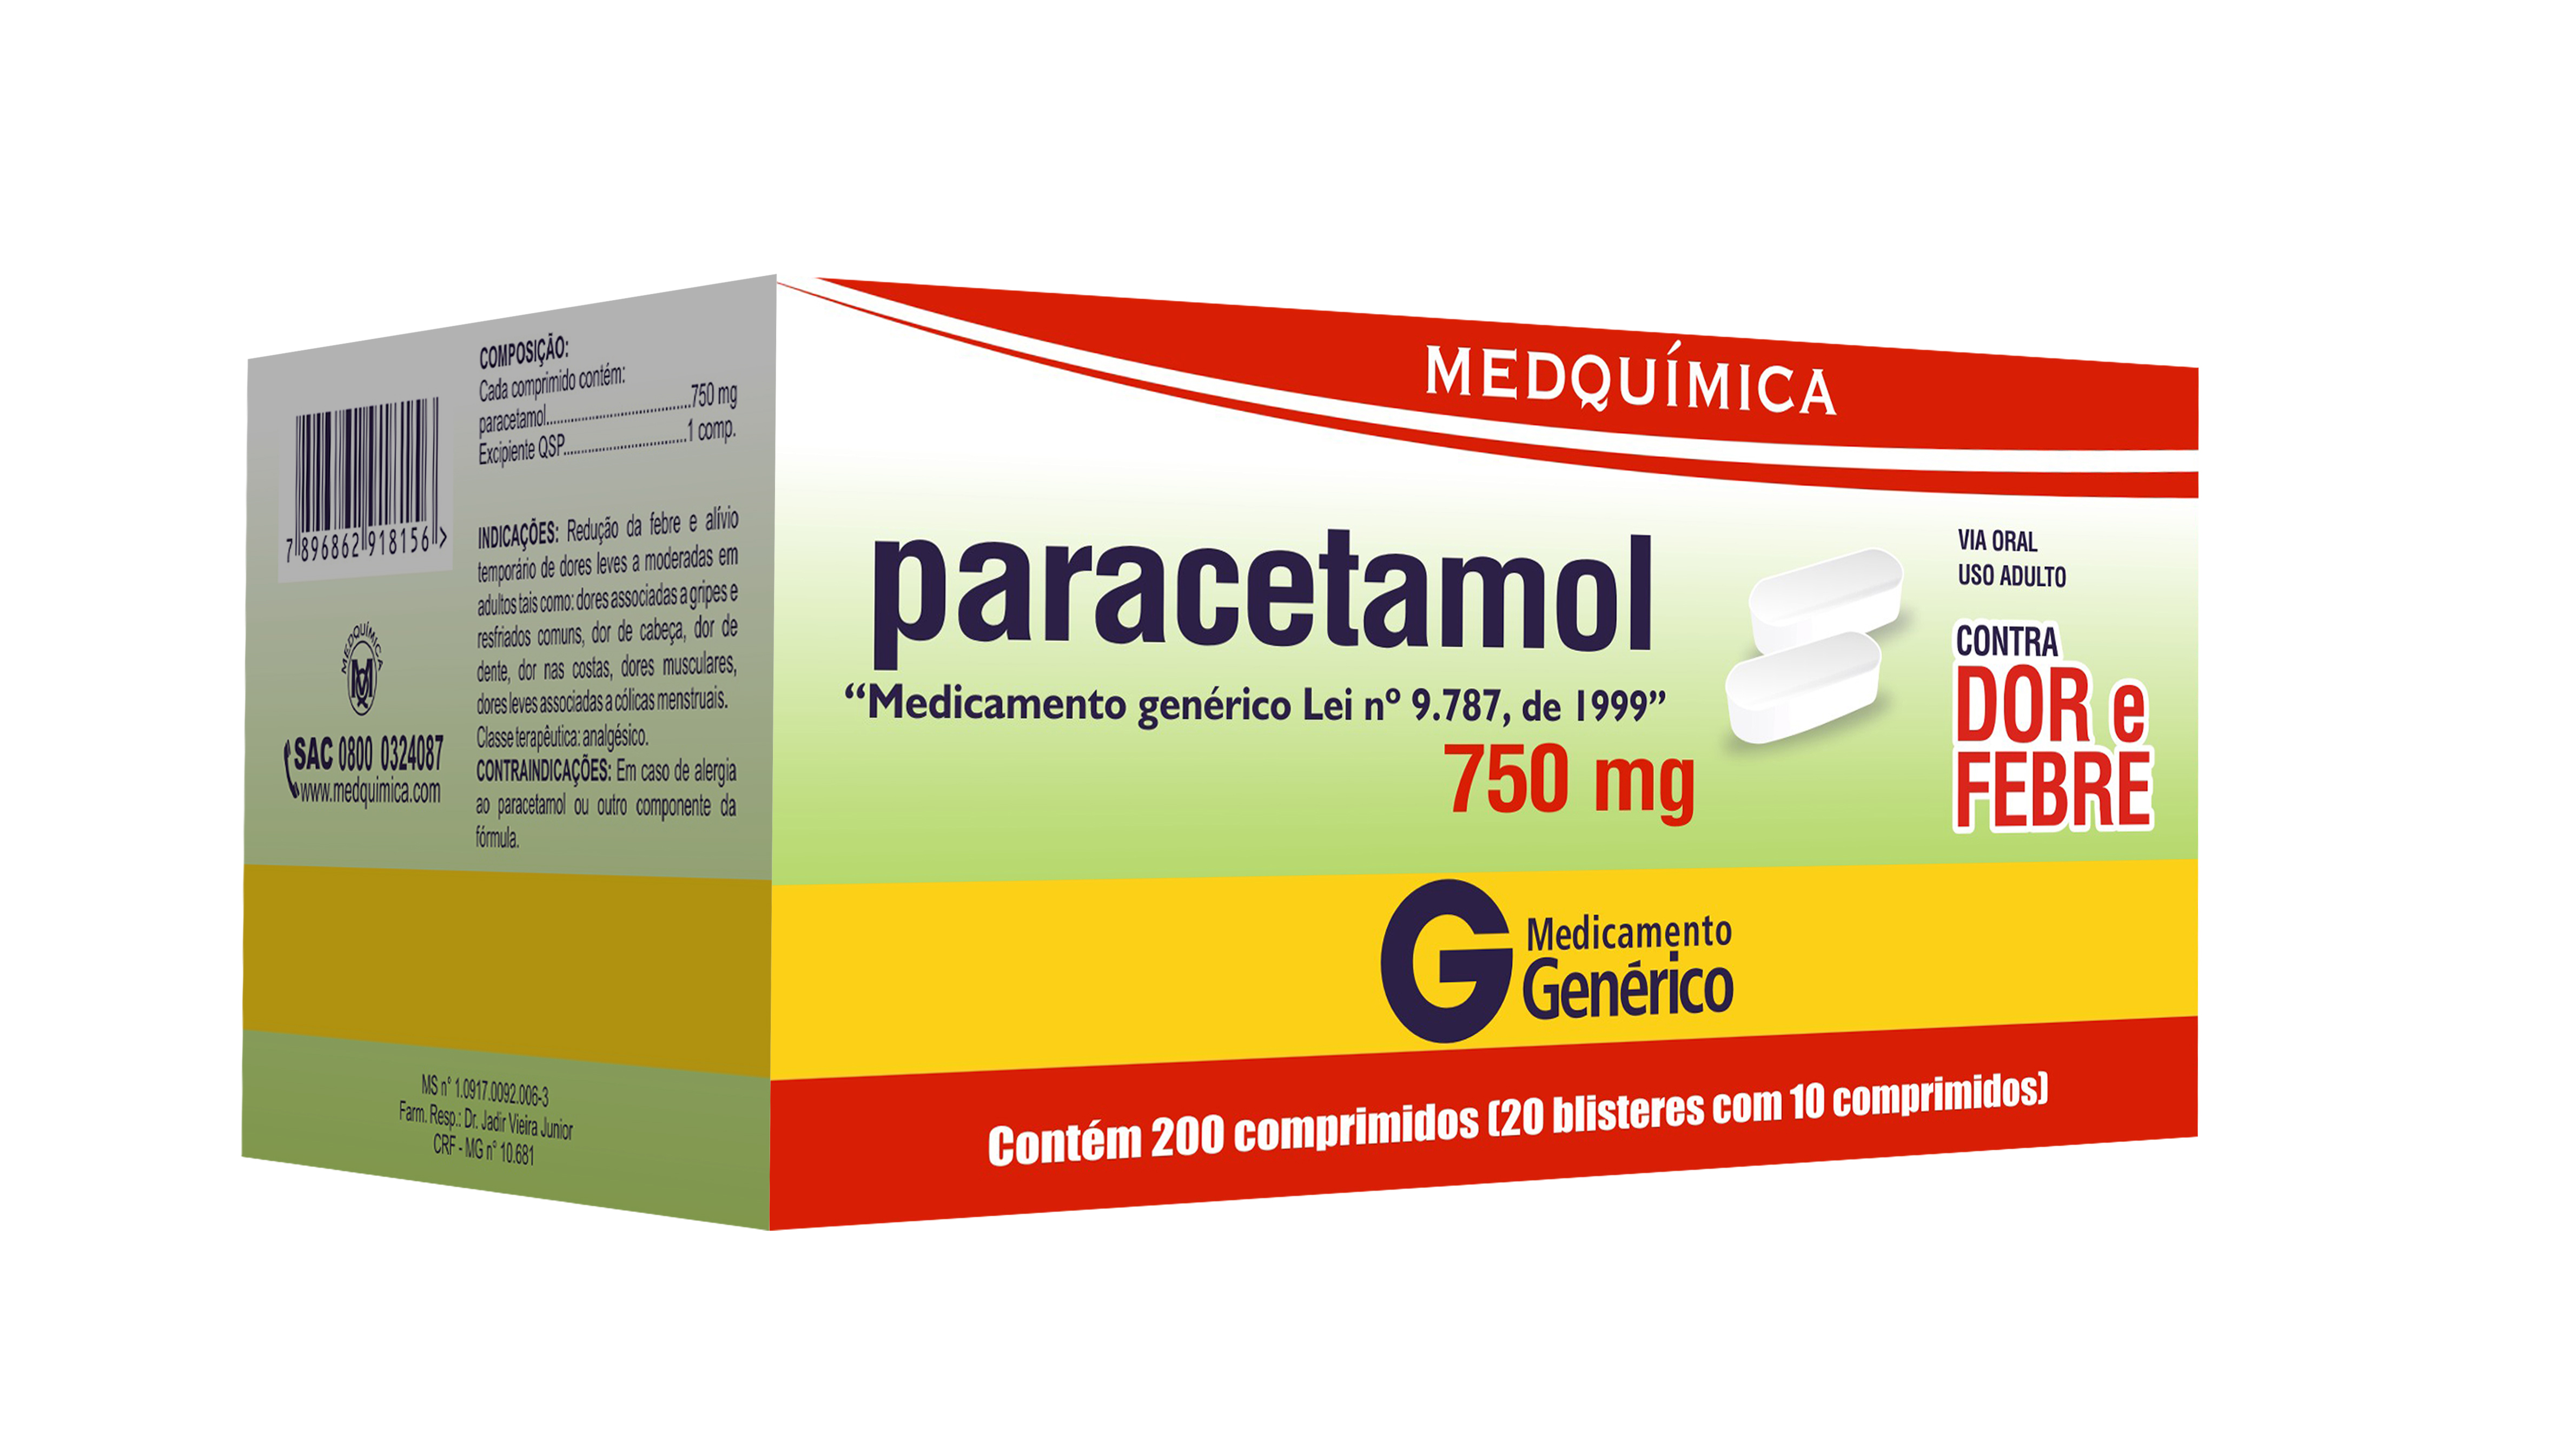 COMPOSIÇÃO:
Cada comprimido contém:
paracetamol......................................750 mg
Excipiente QSP.................................1 comp.
7 896862 918156 >
INDICAÇÕES: Redução da febre e alívio
temporário de dores leves a moderadas em
adultos tais como: dores associadas a gripes e
resfriados comuns, dor de cabeça, dor de
dente, dor nas costas, dores musculares,
dores leves associadas a cólicas menstruais.
Classe terapêutica: analgésico.
CONTRAINDICAÇÕES: Em caso de alergia
ao paracetamol ou outro componente da
fórmula.
MEDQUÍMICA
SAC 0800 0324087
www.medquimica.com
MS n° 1.0917.0092.006-3
Farm. Resp.: Dr. Jadir Vieira Junior
CRF - MG n° 10.681
MEDQUÍMICA
paracetamol
“Medicamento genérico Lei nº 9.787, de 1999”
750 mg
VIA ORAL
USO ADULTO
CONTRA
DOR e
FEBRE
G Medicamento
Genérico
Contém 200 comprimidos (20 blisteres com 10 comprimidos)